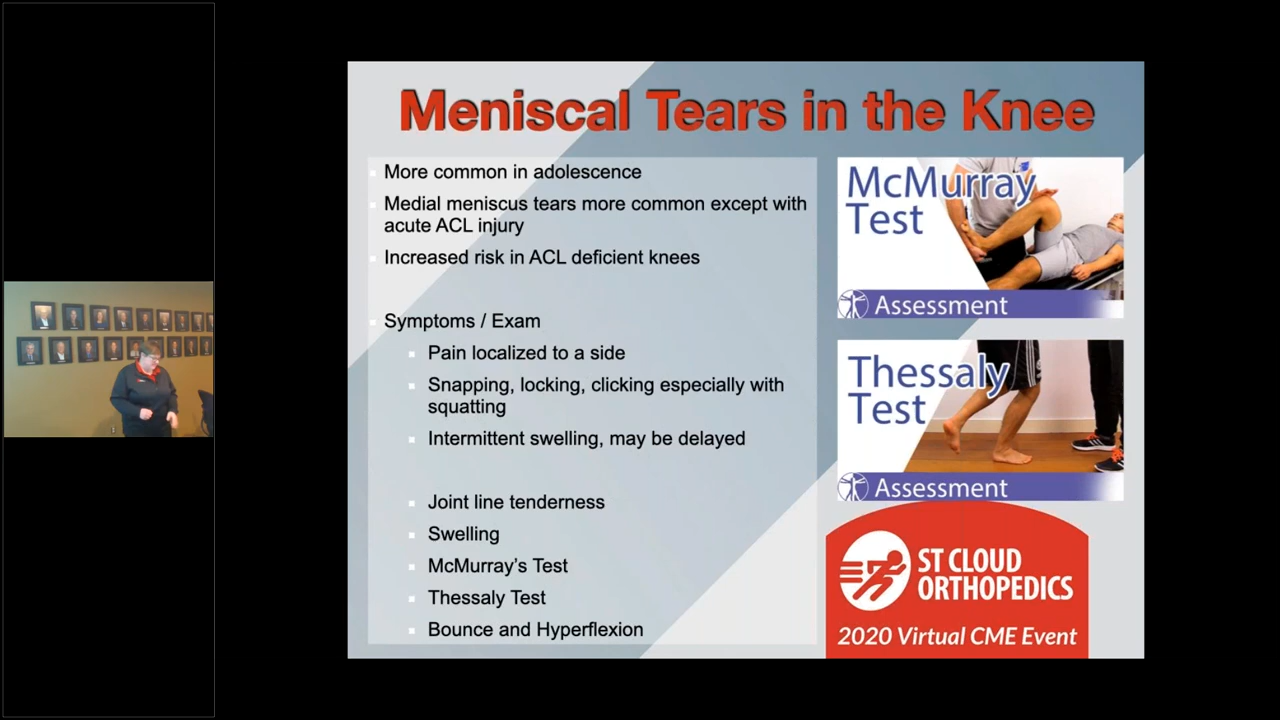 Meniscal Tears in the Knee
More common in adolescence
Medial meniscus tears more common except with
acute ACL injury
Increased risk in ACL deficient knees
Symptoms / Exam
Pain localized to a side
Snapping, locking, clicking especially with
squatting
Intermittent swelling, may be delayed
Joint line tenderness
Swelling
McMurray’s Test
Thessaly Test
Bounce and Hyperflexion
McMurray
Test
Assessment
Thessaly
Test
Assessment
ST CLOUD
ORTHOPEDICS
2020 Virtual CME Event